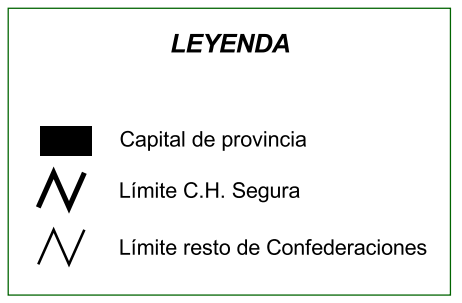 LEYENDA
Capital de provincia
Límite C.H. Segura
Límite resto de Confederaciones